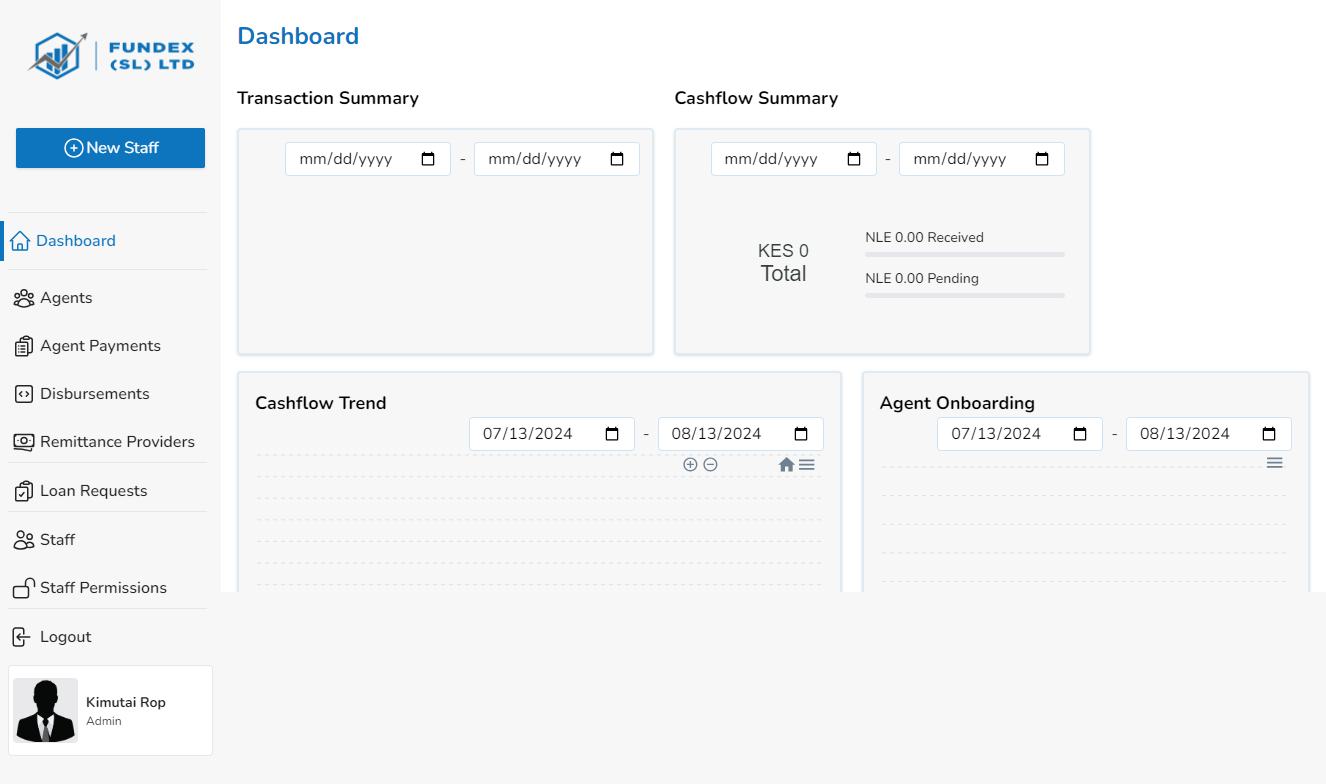 FUNDEX
(SL) LTD
New Staff
Dashboard
Agents
Agent Payments
Disbursements
Remittance Providers
Loan Requests
Staff
Staff Permissions
Logout
Kimutai Rop
Admin
Dashboard
Transaction Summary
mm/dd/yyyy - mm/dd/yyyy
Cashflow Summary
mm/dd/yyyy - mm/dd/yyyy
KES 0
Total
NLE 0.00 Received
NLE 0.00 Pending
Cashflow Trend
07/13/2024 - 08/13/2024
Agent Onboarding
07/13/2024 - 08/13/2024